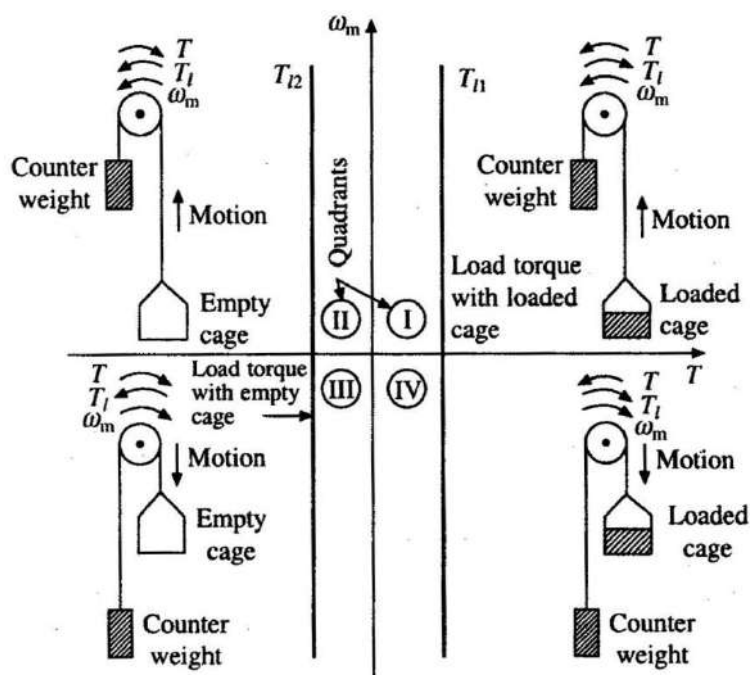 ωm
T
Tl
ωm
Counter
weight
Motion
Empty
cage
Tl2
Tl1
Quadrants
II
I
Load torque
with loaded
cage
T
Tl
ωm
Counter
weight
Motion
Loaded
cage
T
T
Tl
ωm
Load torque
with empty
cage
III
IV
Motion
Empty
cage
Counter
weight
T
Tl
ωm
Motion
Loaded
cage
Counter
weight